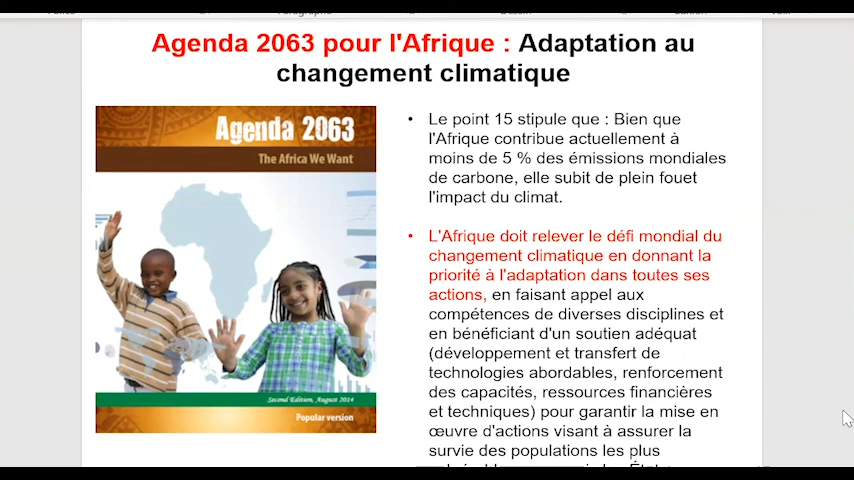 Agenda 2063 pour l'Afrique : Adaptation au
changement climatique
Agenda 2063
The Africa We Want
Second Edition, August 2014
Popular version
• Le point 15 stipule que : Bien que
l'Afrique contribue actuellement à
moins de 5 % des émissions mondiales
de carbone, elle subit de plein fouet
l'impact du climat.
• L'Afrique doit relever le défi mondial du
changement climatique en donnant la
priorité à l'adaptation dans toutes ses
actions, en faisant appel aux
compétences de diverses disciplines et
en bénéficiant d'un soutien adéquat
(développement et transfert de
technologies abordables, renforcement
des capacités, ressources financières
et techniques) pour garantir la mise en
œuvre d'actions visant à assurer la
survie des populations les plus